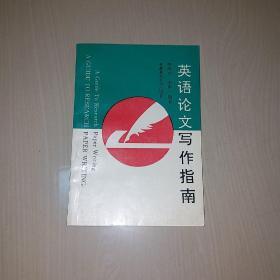 英语论文写作指南
A Guide To Research Paper Writing
A GUIDE TO RESEARCH PAPER WRITING